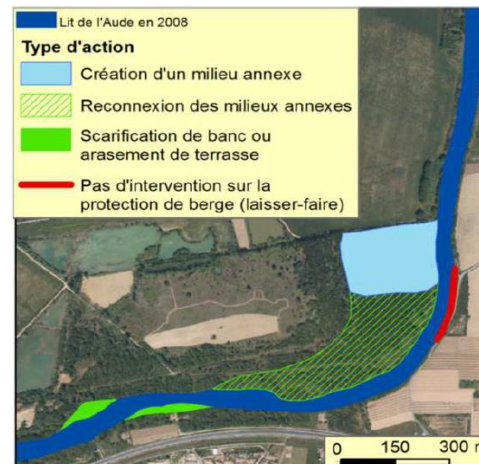 Lit de l'Aude en 2008
Type d'action
Création d'un milieu annexe
Reconnexion des milieux annexes
Scarification de banc ou
arasement de terrasse
Pas d'intervention sur la
protection de berge (laisser-faire)
0 150 300 m